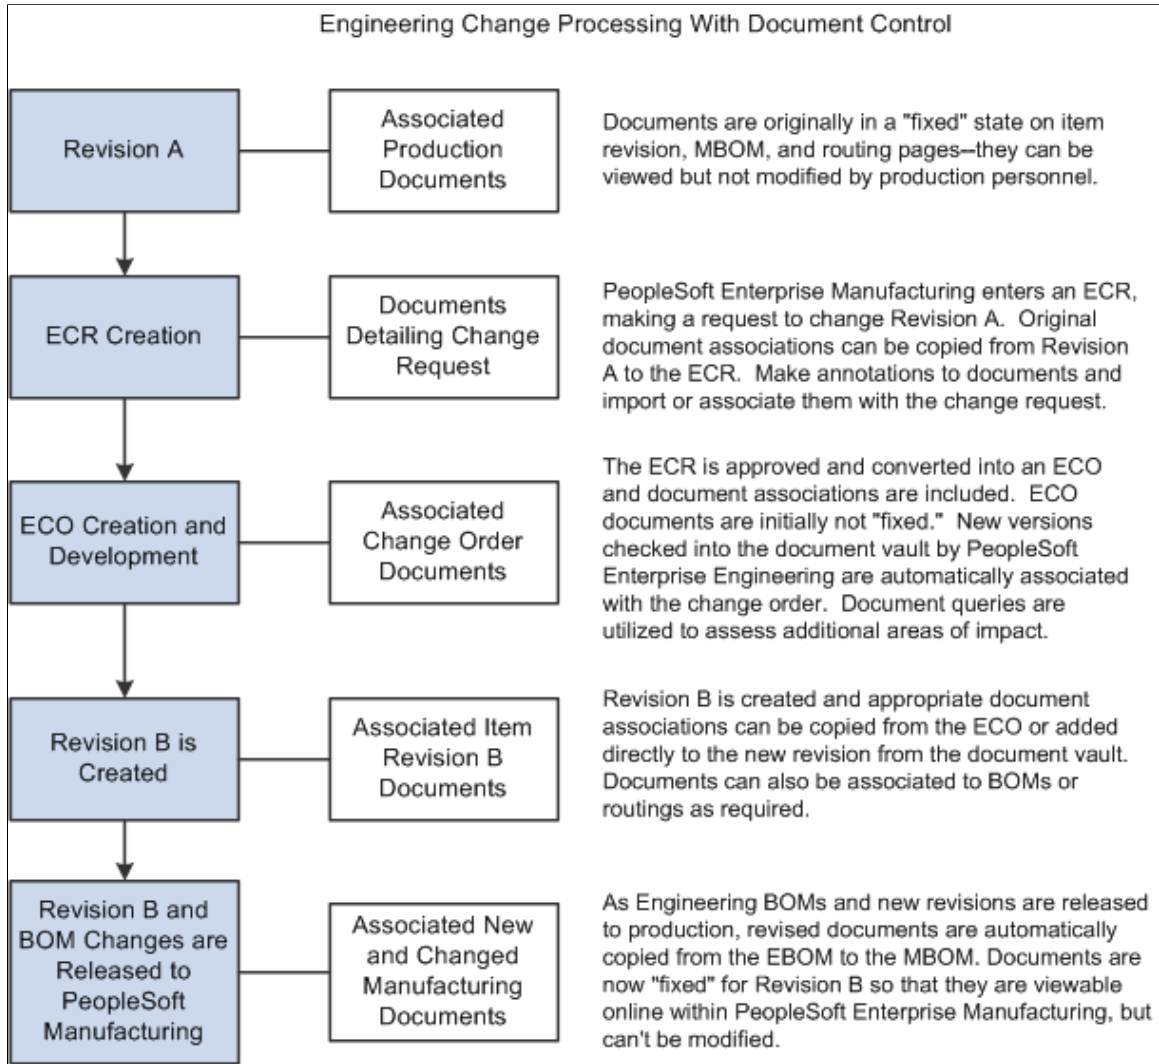 Engineering Change Processing With Document Control
Revision A
Associated
Production
Documents
Documents are originally in a "fixed" state on item
revision, MBOM, and routing pages--they can be
viewed but not modified by production personnel.
ECR Creation
Documents
Detailing Change
Request
PeopleSoft Enterprise Manufacturing enters an ECR,
making a request to change Revision A.  Original
document associations can be copied from Revision
A to the ECR.  Make annotations to documents and
import or associate them with the change request.
ECO Creation and
Development
Associated
Change Order
Documents
The ECR is approved and converted into an ECO
and document associations are included.  ECO
documents are initially not "fixed."  New versions
checked into the document vault by PeopleSoft
Enterprise Engineering are automatically associated
with the change order.  Document queries are
utilized to assess additional areas of impact.
Revision B is
Created
Associated Item
Revision B
Documents
Revision B is created and appropriate document
associations can be copied from the ECO or added
directly to the new revision from the document vault.
Documents can also be associated to BOMs or
routings as required.
Revision B and
BOM Changes are
Released to
PeopleSoft
Manufacturing
Associated New
and Changed
Manufacturing
Documents
As Engineering BOMs and new revisions are released
to production, revised documents are automatically
copied from the EBOM to the MBOM. Documents are
now "fixed" for Revision B so that they are viewable
online within PeopleSoft Enterprise Manufacturing, but
can't be modified.